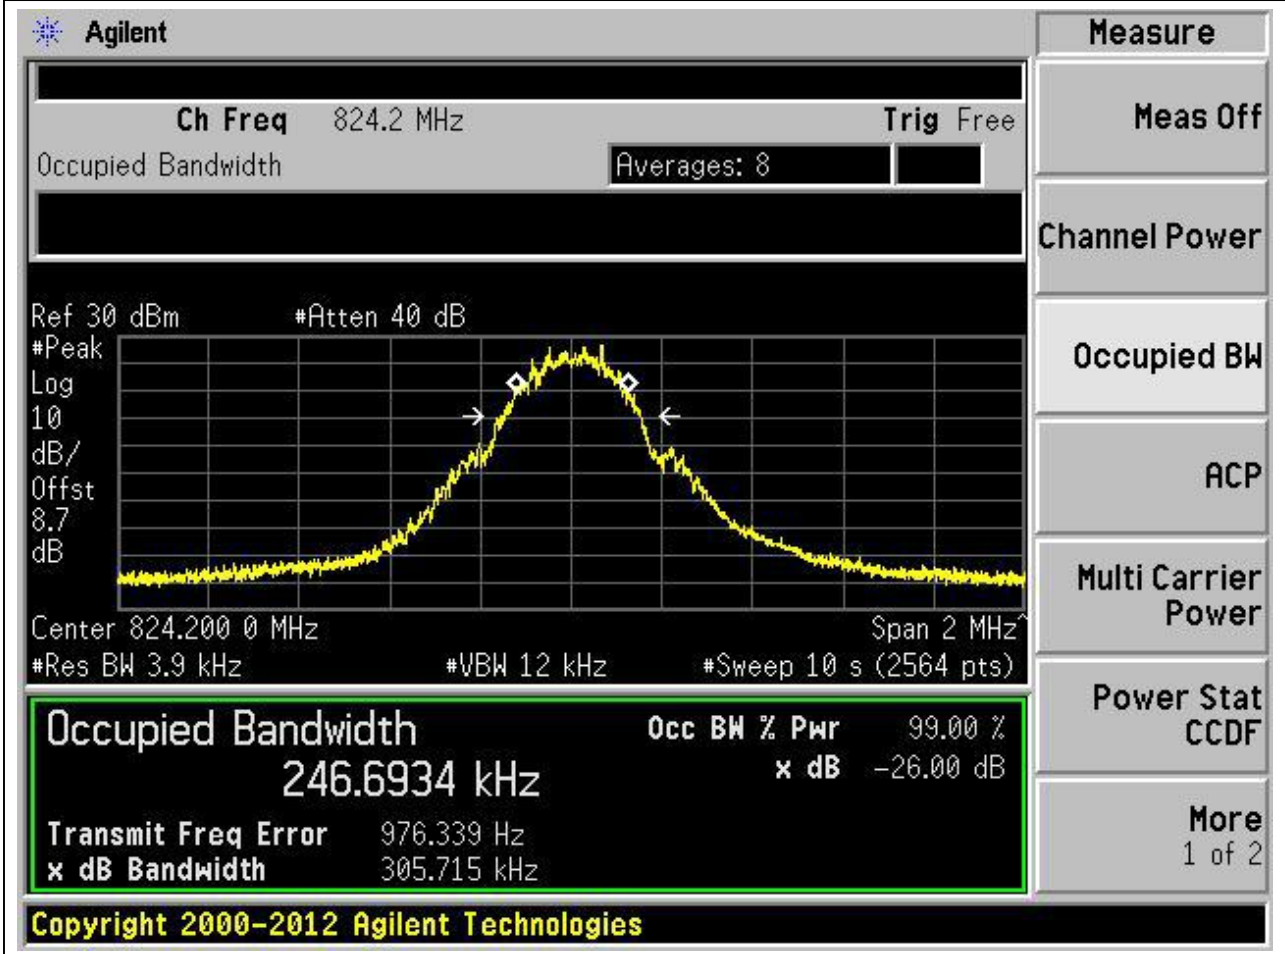 Agilent
Measure
Ch Freq 824.2 MHz Trig Free
Occupied Bandwidth Averages: 8
Meas Off
Channel Power
Ref 30 dBm #Atten 40 dB
#Peak
Log
10
dB/
Offst
8.7
dB
Occupied BW
ACP
Multi Carrier
Power
Center 824.200 0 MHz Span 2 MHz^
#Res BW 3.9 kHz #VBW 12 kHz #Sweep 10 s (2564 pts)
Power Stat
CCDF
Occupied Bandwidth Occ BW % Pwr 99.00 %
246.6934 kHz x dB -26.00 dB
Transmit Freq Error 976.339 Hz
x dB Bandwidth 305.715 kHz
More
1 of 2
Copyright 2000-2012 Agilent Technologies